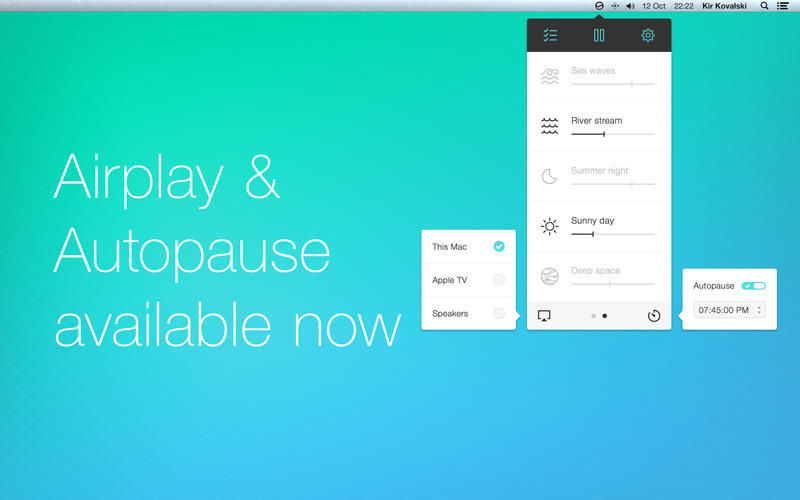 12 Oct 22:22 Kir Kovalski
Airplay &
Autopause
available now
Sea waves
River stream
Summer night
Sunny day
Deep space
This Mac
Apple TV
Speakers
Autopause
07:45:00 PM